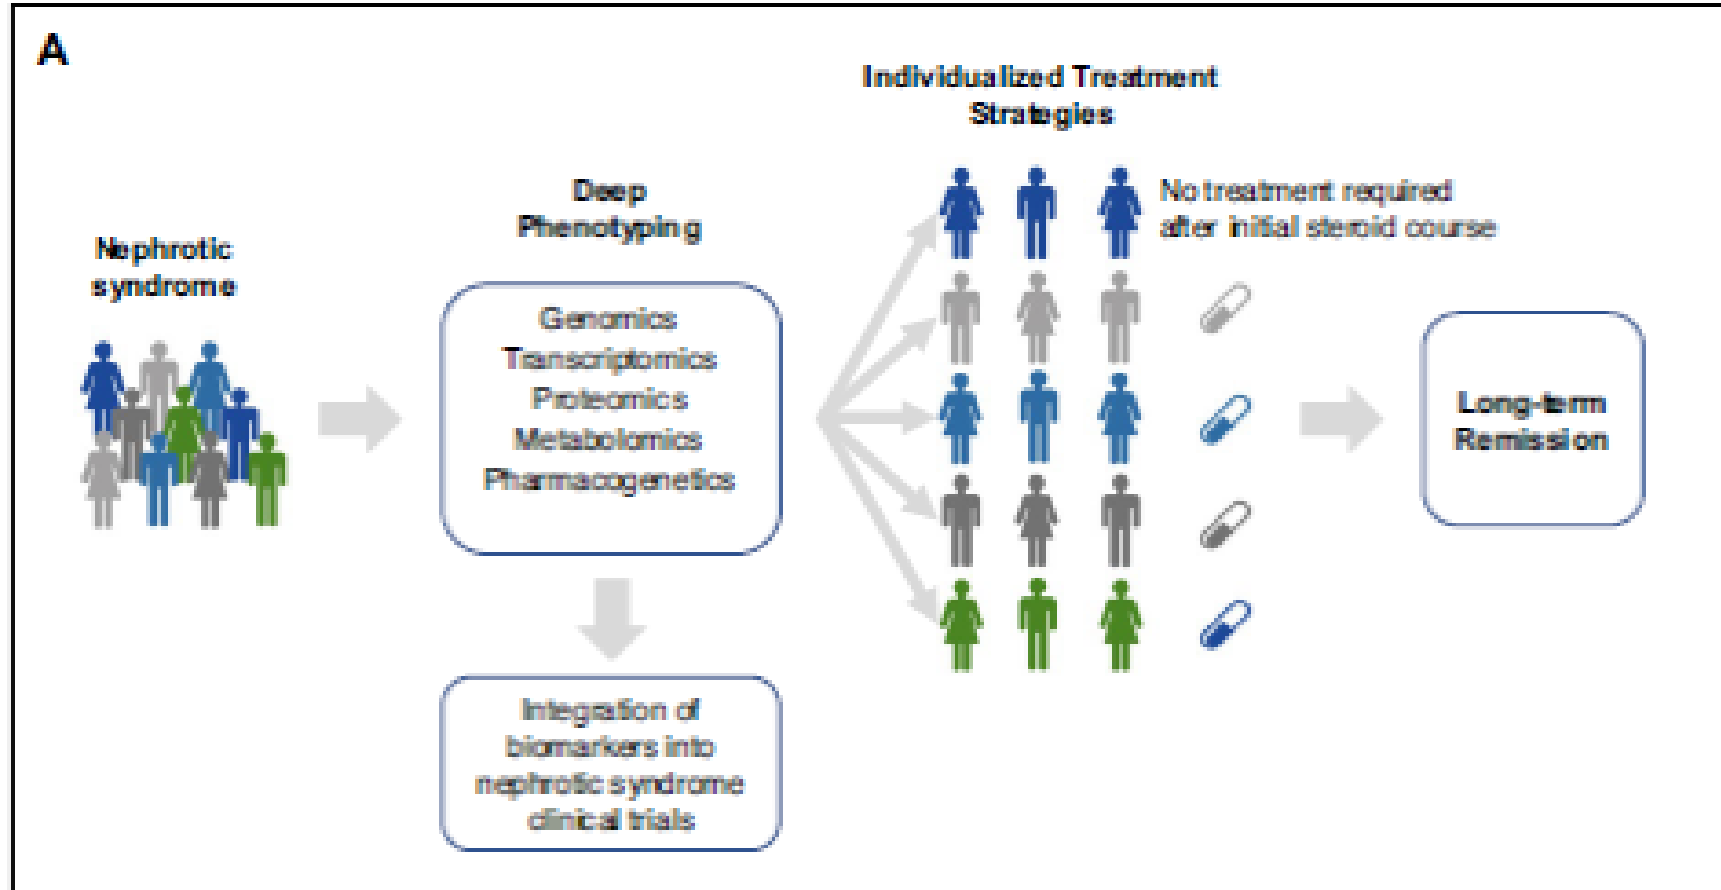 A
Individualized Treatment
Strategies
Deep
Phenotyping
No treatment required
after initial steroid course
Nephrotic
syndrome
Genomics
Transcriptomics
Proteomics
Metabolomics
Pharmacogenetics
Long-term
Remission
Integration of
biomarkers into
nephrotic syndrome
clinical trials